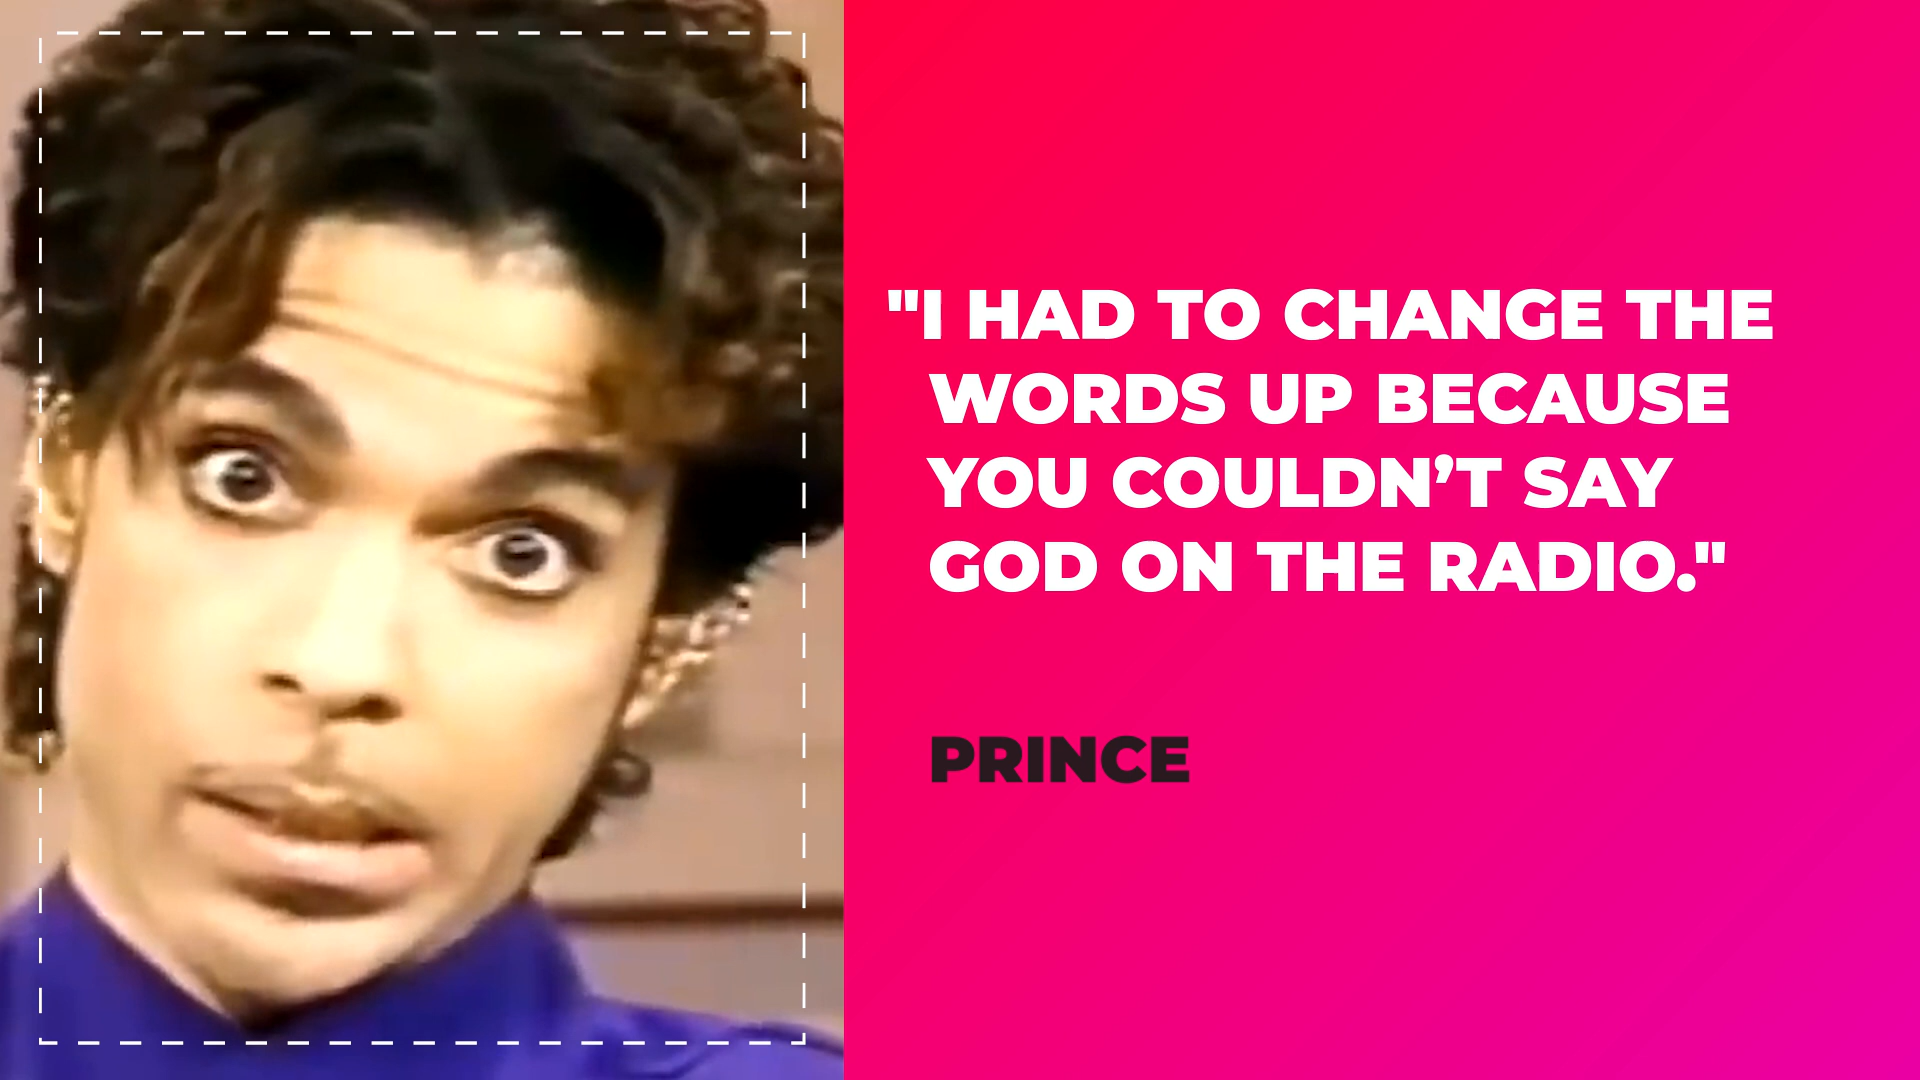 "I HAD TO CHANGE THE
WORDS UP BECAUSE
YOU COULDN’T SAY
GOD ON THE RADIO."
PRINCE